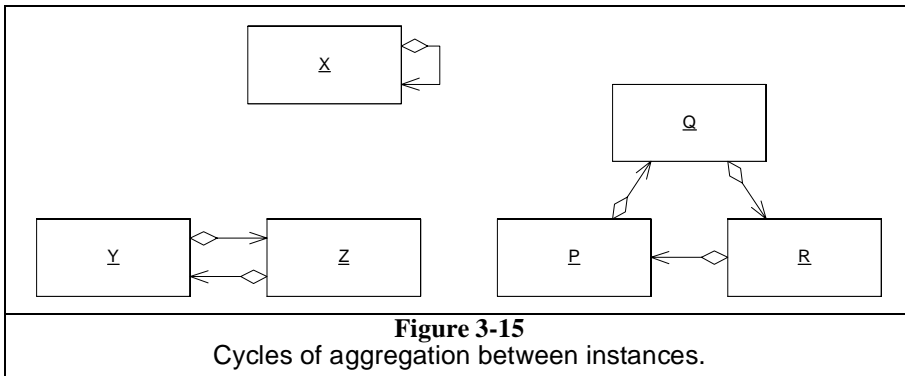 X
Q
Y
Z
P
R
Figure 3-15
Cycles of aggregation between instances.